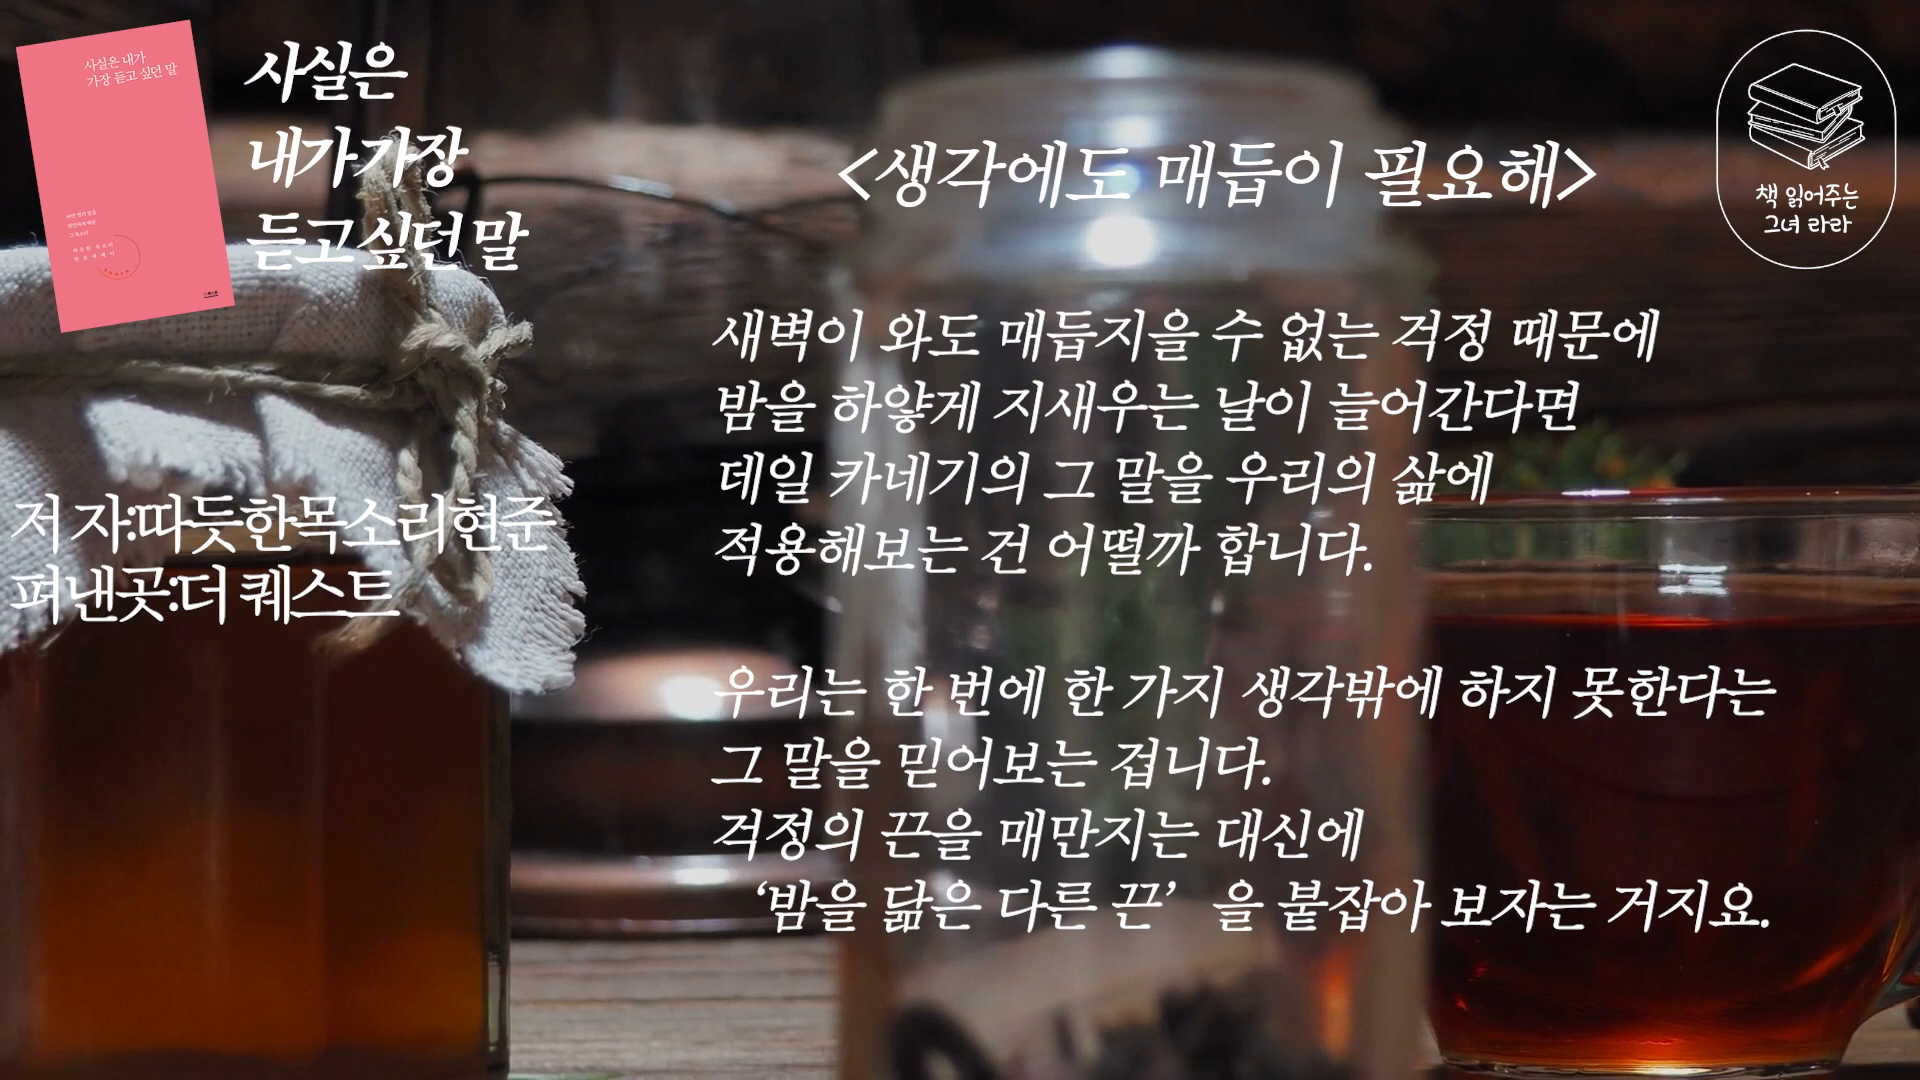 사실은 내가
가장 듣고 싶던 말
사실은
내가 가장
듣고 싶던 말
저 자:따듯한목소리현준
펴낸곳:더 퀘스트
<생각에도 매듭이 필요해>
책 읽어주는
그녀 라라
새벽이 와도 매듭지을 수 없는 걱정 때문에
밤을 하얗게 지새우는 날이 늘어간다면
데일 카네기의 그 말을 우리의 삶에
적용해보는 건 어떨까 합니다.
우리는 한 번에 한 가지 생각밖에 하지 못한다는
그 말을 믿어보는 겁니다.
걱정의 끈을 매만지는 대신에
‘밤을 닮은 다른 끈’ 을 붙잡아 보자는 거지요.